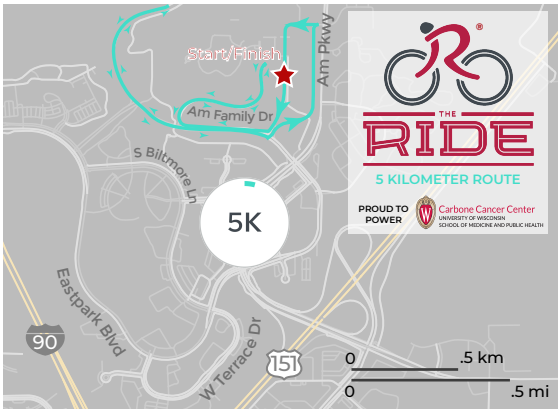 Start/Finish
Am Pkwy
Am Family Dr
S Biltmore Ln
5K
Eastpark Blvd
W Terrace Dr
90
151
R®
THE
RIDE
5 KILOMETER ROUTE
PROUD TO
POWER
W
Carbone Cancer Center
UNIVERSITY OF WISCONSIN
SCHOOL OF MEDICINE AND PUBLIC HEALTH
0 .5 km
0 .5 mi